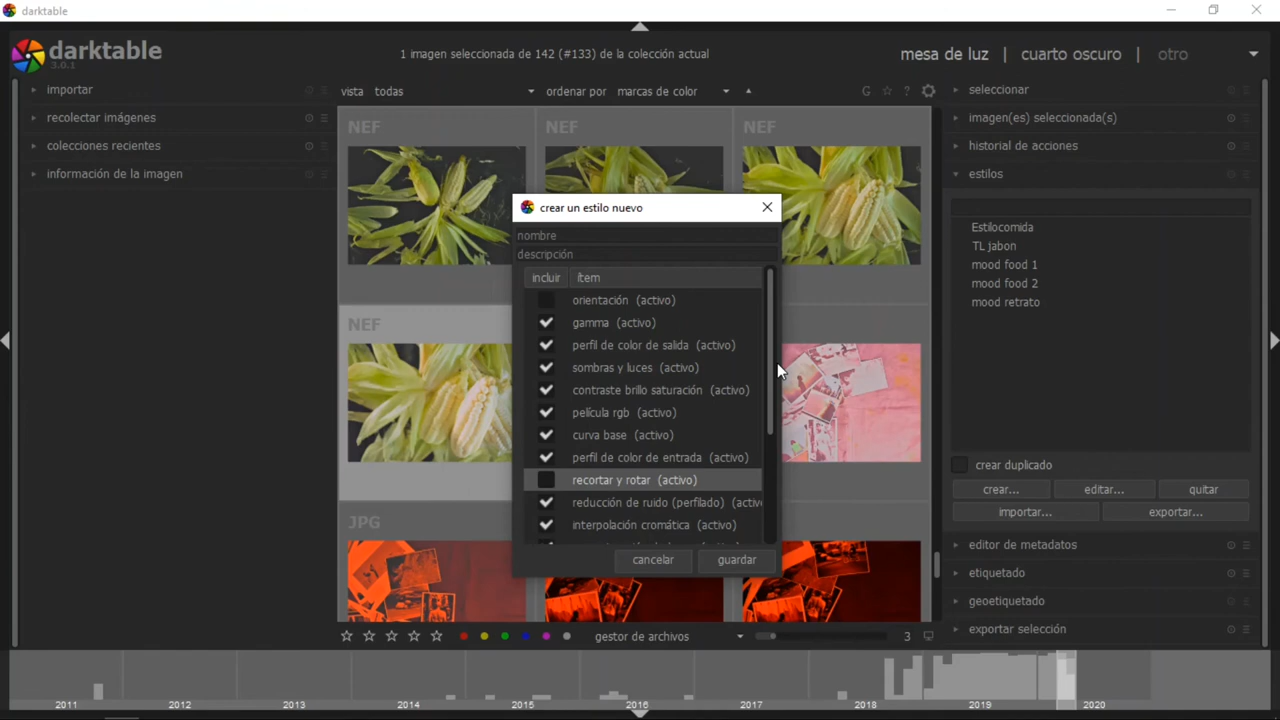 darktable
darktable
3.0.1
1 imagen seleccionada de 142 (#133) de la colección actual
mesa de luz | cuarto oscuro | otro
importar
recolectar imágenes
colecciones recientes
información de la imagen
vista todas ordenar por marcas de color G ?
NEF NEF NEF
NEF
JPG
crear un estilo nuevo
nombre
descripción
incluir ítem
orientación (activo)
gamma (activo)
perfil de color de salida (activo)
sombras y luces (activo)
contraste brillo saturación (activo)
película rgb (activo)
curva base (activo)
perfil de color de entrada (activo)
recortar y rotar (activo)
reducción de ruido (perfilado) (activo
interpolación cromática (activo)
cancelar guardar
seleccionar
imagen(es) seleccionada(s)
historial de acciones
estilos
Estilocomida
TL jabon
mood food 1
mood food 2
mood retrato
crear duplicado
crear... editar... quitar
importar... exportar...
editor de metadatos
etiquetado
geoetiquetado
exportar selección
gestor de archivos 3
2011 2012 2013 2014 2015 2016 2017 2018 2019 2020